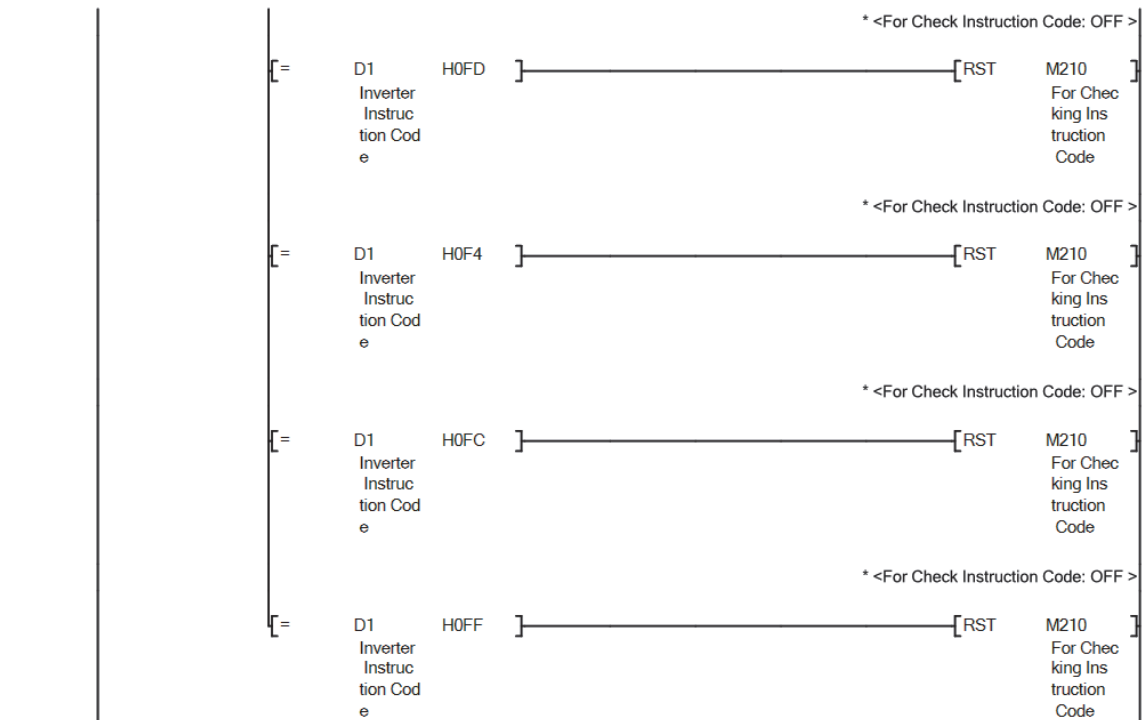 * <For Check Instruction Code: OFF >
[= D1 H0FD ] [RST M210 ]
Inverter For Chec
Instruc king Ins
tion Cod truction
e Code
* <For Check Instruction Code: OFF >
[= D1 H0F4 ] [RST M210 ]
Inverter For Chec
Instruc king Ins
tion Cod truction
e Code
* <For Check Instruction Code: OFF >
[= D1 H0FC ] [RST M210 ]
Inverter For Chec
Instruc king Ins
tion Cod truction
e Code
* <For Check Instruction Code: OFF >
[= D1 H0FF ] [RST M210 ]
Inverter For Chec
Instruc king Ins
tion Cod truction
e Code